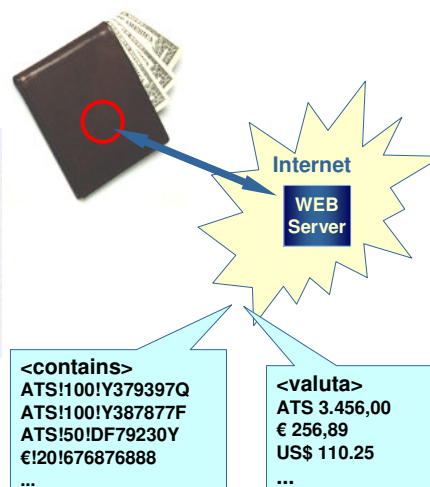 Internet
WEB
Server
<contains>
ATS!100!Y379397Q
ATS!100!Y387877F
ATS!50!DF79230Y
€!20!676876888
...
<valuta>
ATS 3.456,00
€ 256,89
US$ 110.25
...